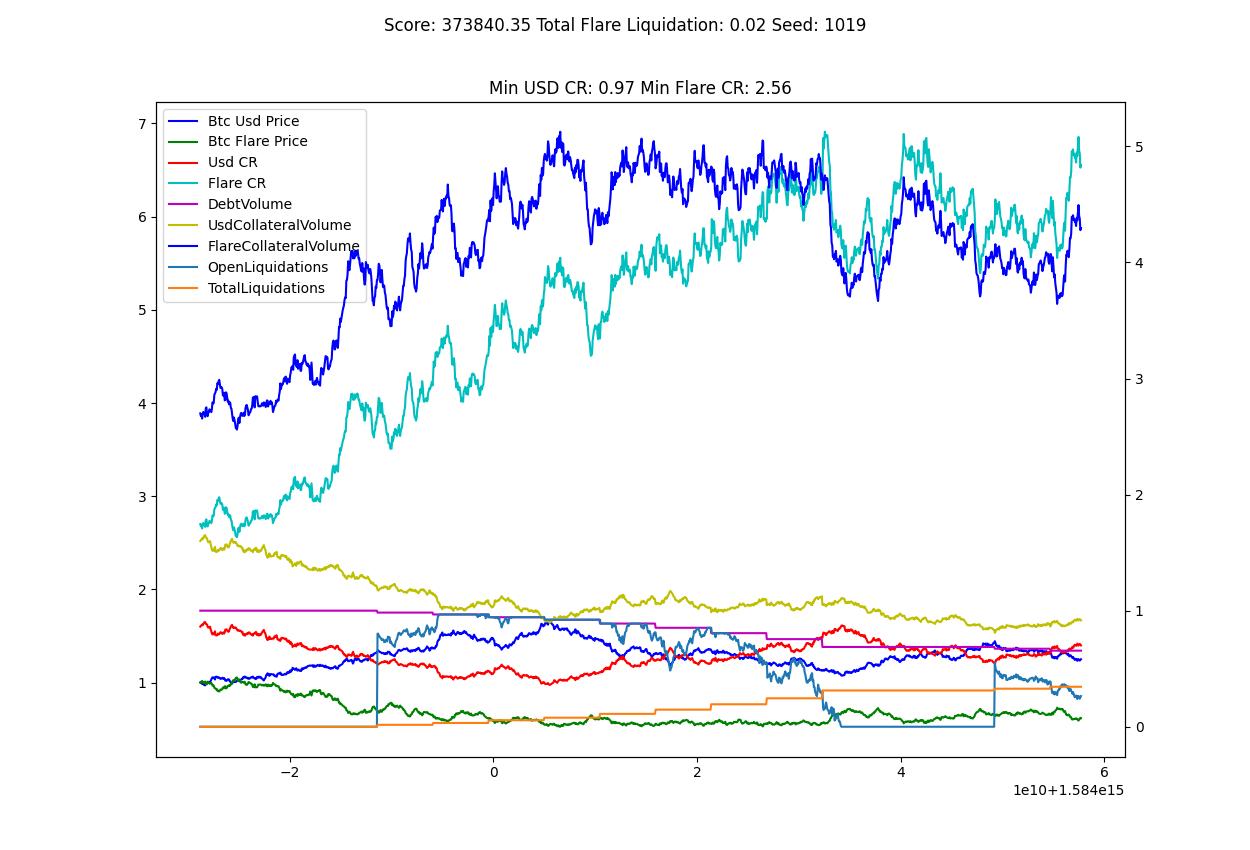 Score: 373840.35 Total Flare Liquidation: 0.02 Seed: 1019
Min USD CR: 0.97 Min Flare CR: 2.56
Btc Usd Price
Btc Flare Price
Usd CR
Flare CR
DebtVolume
UsdCollateralVolume
FlareCollateralVolume
OpenLiquidations
TotalLiquidations
7
6
5
4
3
2
1
5
4
3
2
1
0
−2
0
2
4
6
1e10+1.584e15